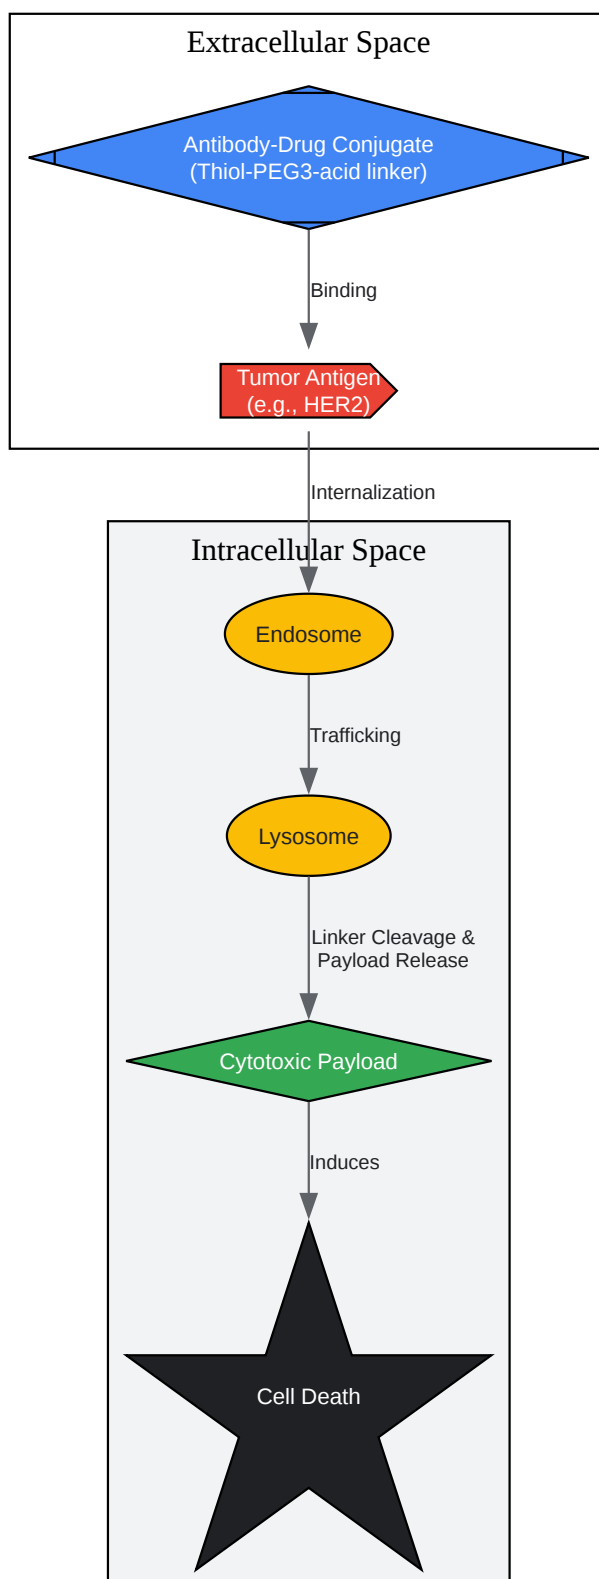 Extracellular Space
Antibody-Drug Conjugate
(Thiol-PEG3-acid linker)
Binding
Tumor Antigen
(e.g., HER2)
Internalization
Intracellular Space
Endosome
Trafficking
Lysosome
Linker Cleavage &
Payload Release
Cytotoxic Payload
Induces
Cell Death